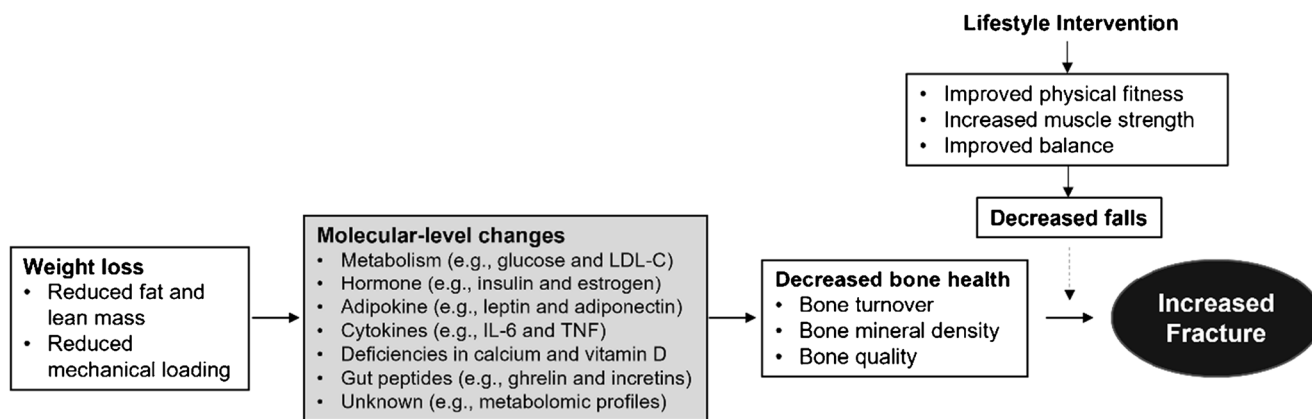 Lifestyle Intervention
• Improved physical fitness
• Increased muscle strength
• Improved balance
Decreased falls
Weight loss
• Reduced fat and
lean mass
• Reduced
mechanical loading
Molecular-level changes
• Metabolism (e.g., glucose and LDL-C)
• Hormone (e.g., insulin and estrogen)
• Adipokine (e.g., leptin and adiponectin)
• Cytokines (e.g., IL-6 and TNF)
• Deficiencies in calcium and vitamin D
• Gut peptides (e.g., ghrelin and incretins)
• Unknown (e.g., metabolomic profiles)
Decreased bone health
• Bone turnover
• Bone mineral density
• Bone quality
Increased
Fracture